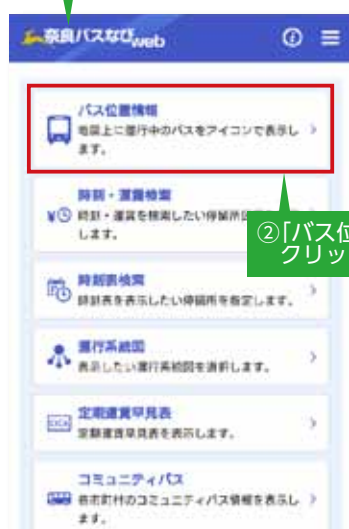 奈良バスなびweb
バス位置情報
地図上に運行中のバスをアイコンで表示し
ます。
時刻・運賃検索
時刻・運賃を検索したい停留所
します。
②「バス位
クリッ
時刻表検索
時刻表を表示したい停留所を指定します。
運行系統図
表示したい運行系統図を選択します。
定期運賃早見表
定期運賃早見表を表示します。
コミュニティバス
各市町村のコミュニティバス情報を表示し
ます。